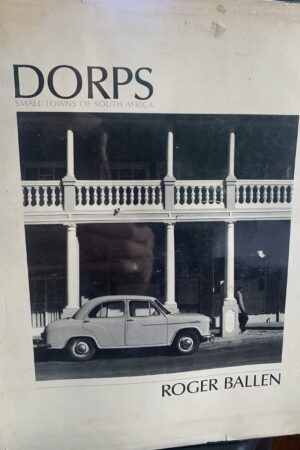 DORPS
SMALL TOWNS OF SOUTH AFRICA
ROGER BALLEN